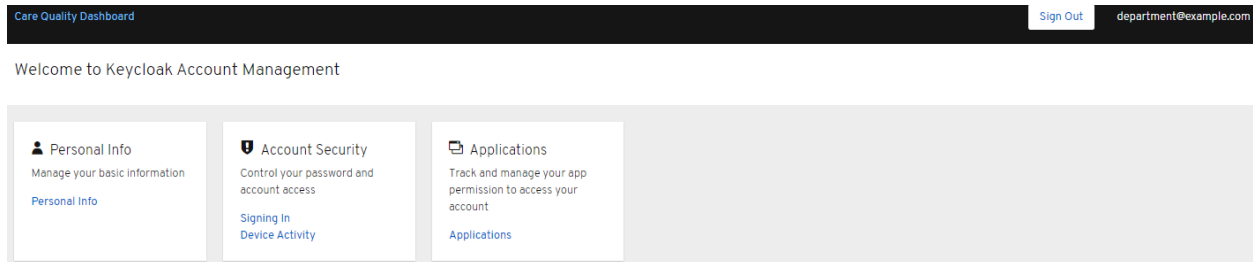 Care Quality Dashboard
Sign Out
department@example.com
Welcome to Keycloak Account Management
Personal Info
Manage your basic information
Personal Info
Account Security
Control your password and
account access
Signing In
Device Activity
Applications
Track and manage your app
permission to access your
account
Applications